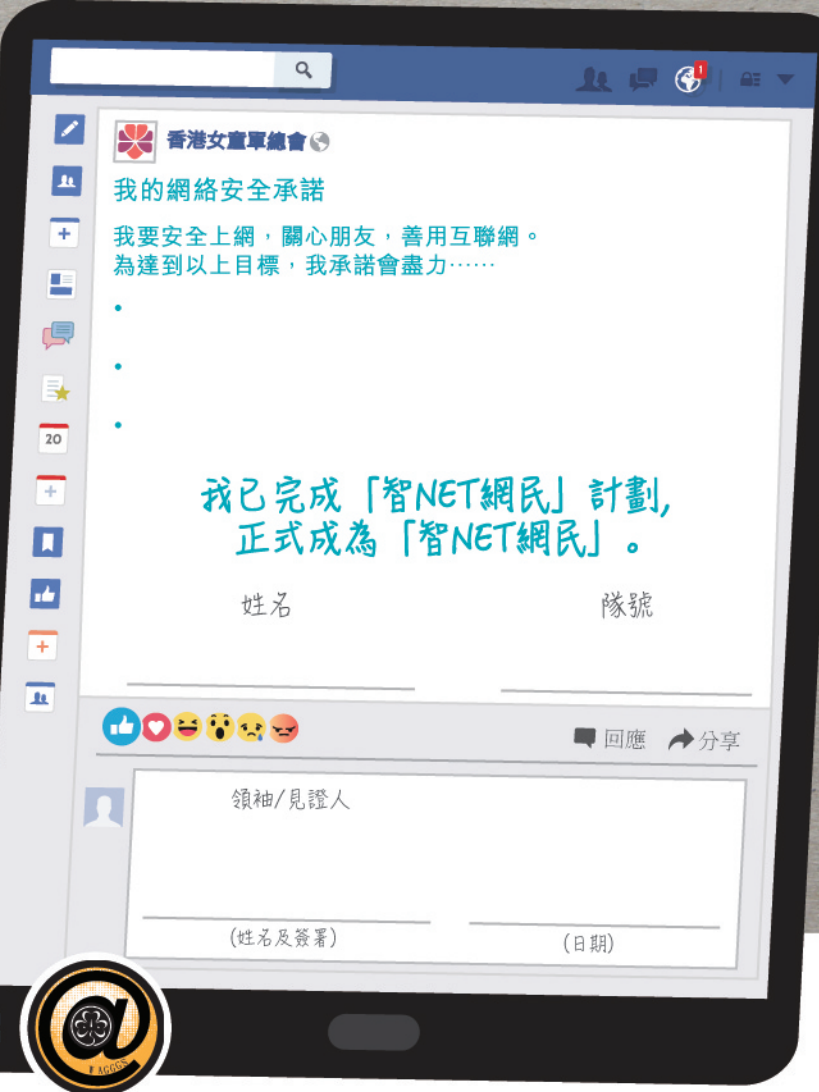 1
香港女童軍總會
我的網絡安全承諾
我要安全上網，關心朋友，善用互聯網。
為達到以上目標，我承諾會盡力……
•
•
20
•
我已完成「智NET網民」計劃,
正式成為「智NET網民」。
姓名 隊號
回應 分享
領袖/見證人
(姓名及簽署) (日期)
@
WAGGGS